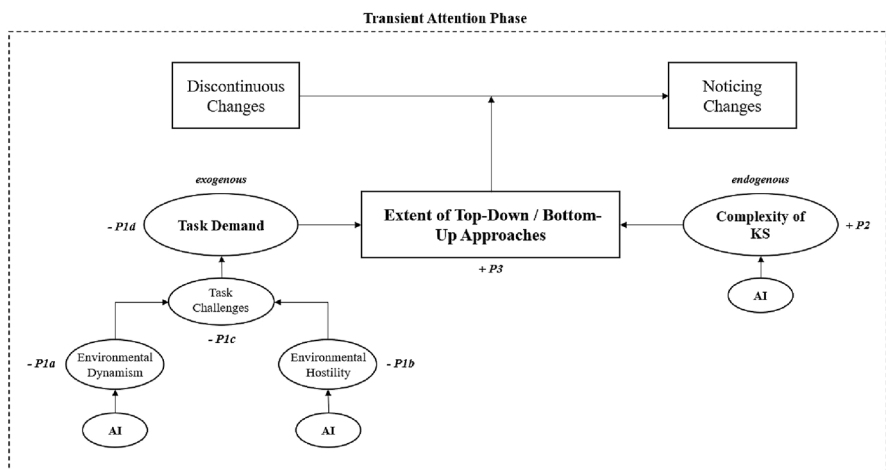 Transient Attention Phase
Discontinuous
Changes
Noticing
Changes
exogenous
endogenous
- P1d
Task Demand
Extent of Top-Down / Bottom-
Up Approaches
Complexity of
KS
+ P2
+ P3
Task
Challenges
AI
- P1c
- P1a
Environmental
Dynamism
Environmental
Hostility
- P1b
AI
AI